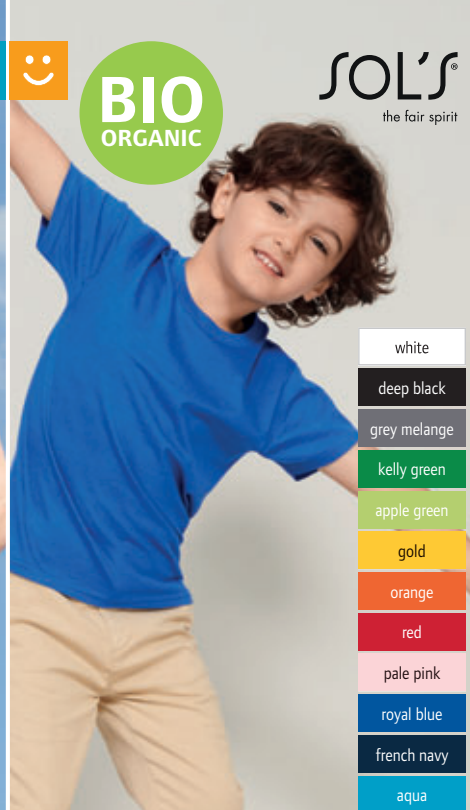 BIO
ORGANIC
SOL'S®
the fair spirit
white
deep black
grey melange
kelly green
apple green
gold
orange
red
pale pink
royal blue
french navy
aqua